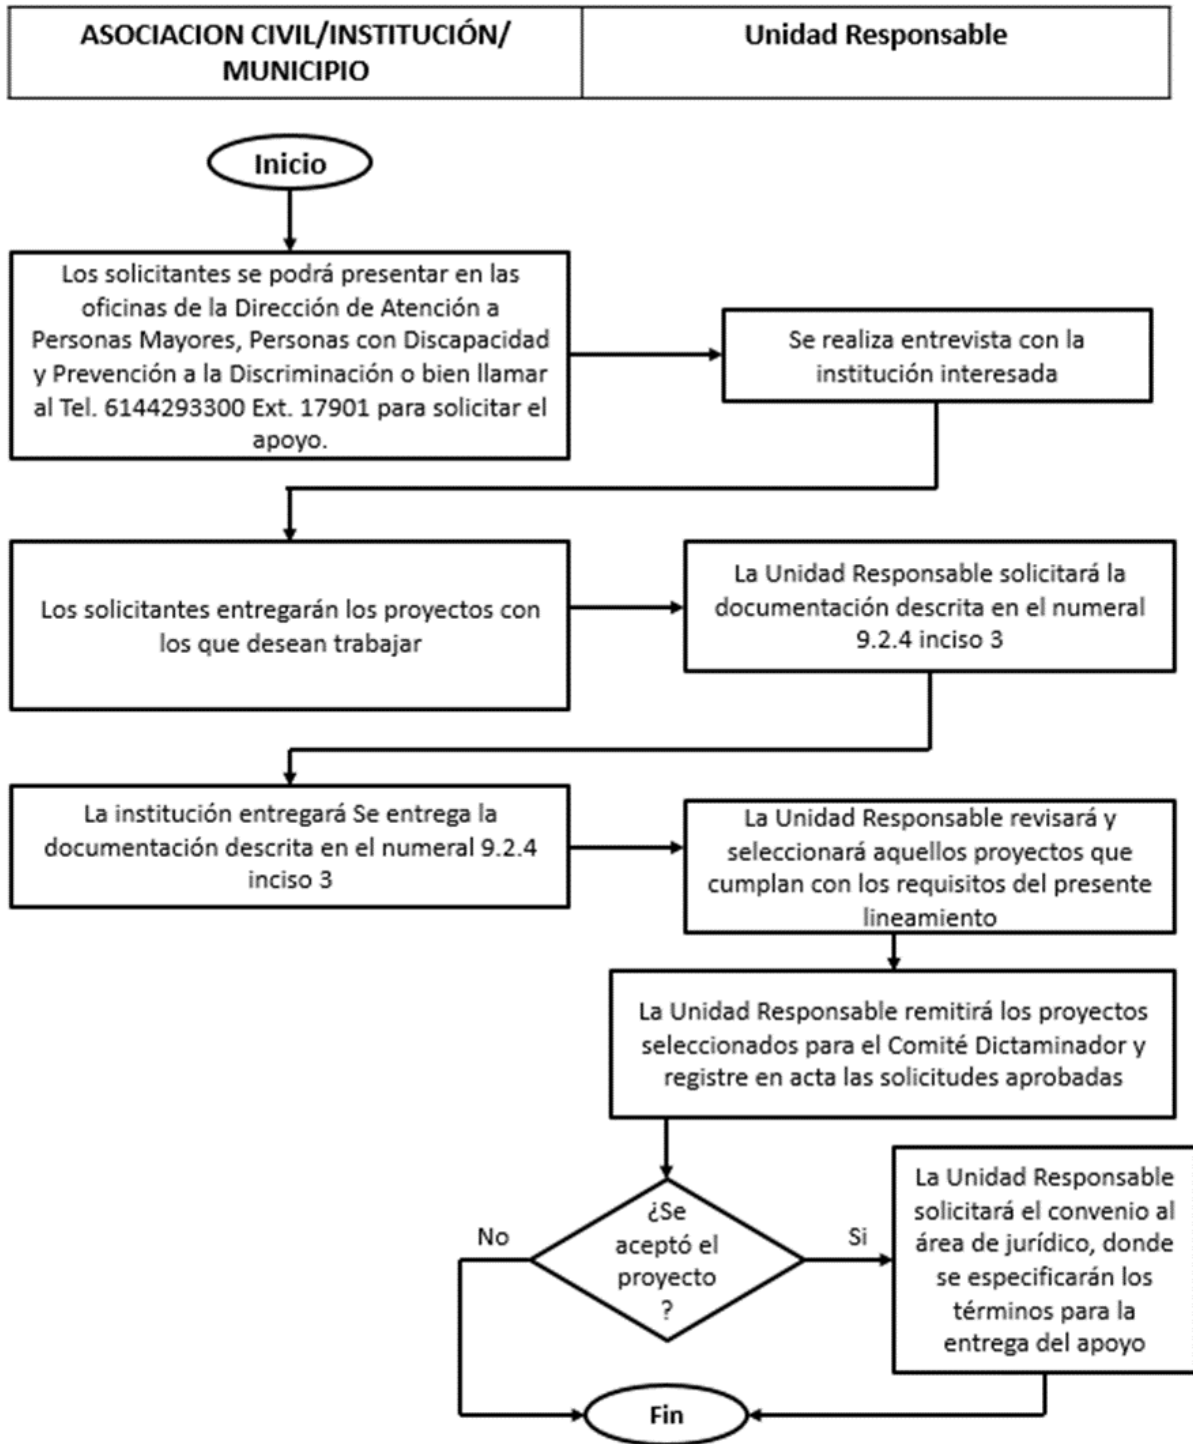 ASOCIACION CIVIL/INSTITUCIÓN/
MUNICIPIO
Unidad Responsable
Inicio
Los solicitantes se podrá presentar en las
oficinas de la Dirección de Atención a
Personas Mayores, Personas con Discapacidad
y Prevención a la Discriminación o bien llamar
al Tel. 6144293300 Ext. 17901 para solicitar el
apoyo.
Se realiza entrevista con la
institución interesada
Los solicitantes entregarán los proyectos con
los que desean trabajar
La Unidad Responsable solicitará la
documentación descrita en el numeral
9.2.4 inciso 3
La institución entregará Se entrega la
documentación descrita en el numeral 9.2.4
inciso 3
La Unidad Responsable revisará y
seleccionará aquellos proyectos que
cumplan con los requisitos del presente
lineamiento
La Unidad Responsable remitirá los proyectos
seleccionados para el Comité Dictaminador y
registre en acta las solicitudes aprobadas
¿Se
aceptó el
proyecto
?
No
Si
La Unidad Responsable
solicitará el convenio al
área de jurídico, donde
se especificarán los
términos para la
entrega del apoyo
Fin